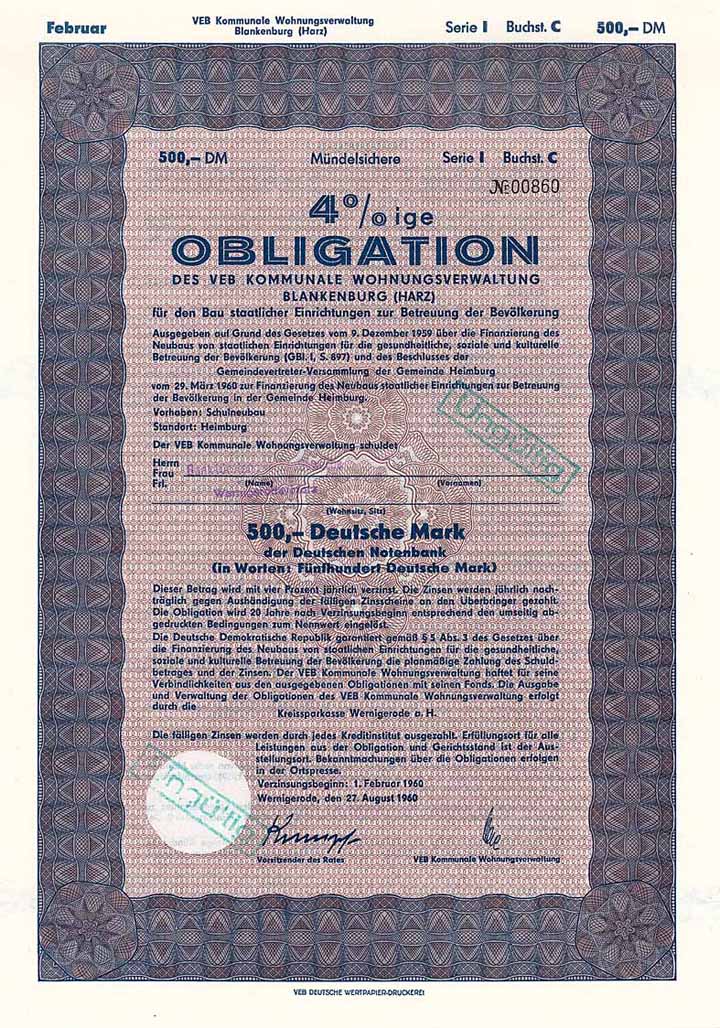 Februar
VEB Kommunale Wohnungsverwaltung
Blankenburg (Harz)
Serie I Buchst. C 500,– DM
500,– DM Mündelsichere Serie I Buchst. C
№ 00860
4%ige
OBLIGATION
DES VEB KOMMUNALE WOHNUNGSVERWALTUNG
BLANKENBURG (HARZ)
für den Bau staatlicher Einrichtungen zur Betreuung der Bevölkerung
Ausgegeben auf Grund des Gesetzes vom 9. Dezember 1959 über die Finanzierung des
Neubaus von staatlichen Einrichtungen für die gesundheitliche, soziale und kulturelle
Betreuung der Bevölkerung (GBl. I, S. 897) und des Beschlusses der
Gemeindevertreter-Versammlung der Gemeinde Heimburg
vom 29. März 1960 zur Finanzierung des Neubaus staatlicher Einrichtungen zur Betreuung
der Bevölkerung in der Gemeinde Heimburg.
Vorhaben: Schulneubau
Standort: Heimburg
Ungültig
Der VEB Kommunale Wohnungsverwaltung schuldet
Herrn
Frau
Frl.
(Name) (Vornamen)
(Wohnsitz, Sitz)
500,– Deutsche Mark
der Deutschen Notenbank
(in Worten: Fünfhundert Deutsche Mark)
Dieser Betrag wird mit vier Prozent jährlich verzinst. Die Zinsen werden jährlich nach-
träglich gegen Aushändigung der fälligen Zinsscheine an den Überbringer gezahlt.
Die Obligation wird 20 Jahre nach Verzinsungsbeginn entsprechend den umseitig ab-
gedruckten Bedingungen zum Nennwert eingelöst.
Die Deutsche Demokratische Republik garantiert gemäß § 5 Abs. 3 des Gesetzes über
die Finanzierung des Neubaus von staatlichen Einrichtungen für die gesundheitliche,
soziale und kulturelle Betreuung der Bevölkerung die planmäßige Zahlung des Schuld-
betrages und der Zinsen. Der VEB Kommunale Wohnungsverwaltung haftet für seine
Verbindlichkeiten aus den ausgegebenen Obligationen mit seinen Fonds. Die Ausgabe
und Verwaltung der Obligationen des VEB Kommunale Wohnungsverwaltung erfolgt
durch die
Kreissparkasse Wernigerode a. H.
Die fälligen Zinsen werden durch jedes Kreditinstitut ausgezahlt. Erfüllungsort für alle
Leistungen aus der Obligation und Gerichtsstand ist der Aus-
stellungsort. Bekanntmachungen über die Obligationen erfolgen
in der Ortspresse.
Verzinsungsbeginn: 1. Februar 1960
Wernigerode, den 27. August 1960
Ungültig
Vorsitzender des Rates VEB Kommunale Wohnungsverwaltung
VEB DEUTSCHE WERTPAPIER-DRUCKEREI